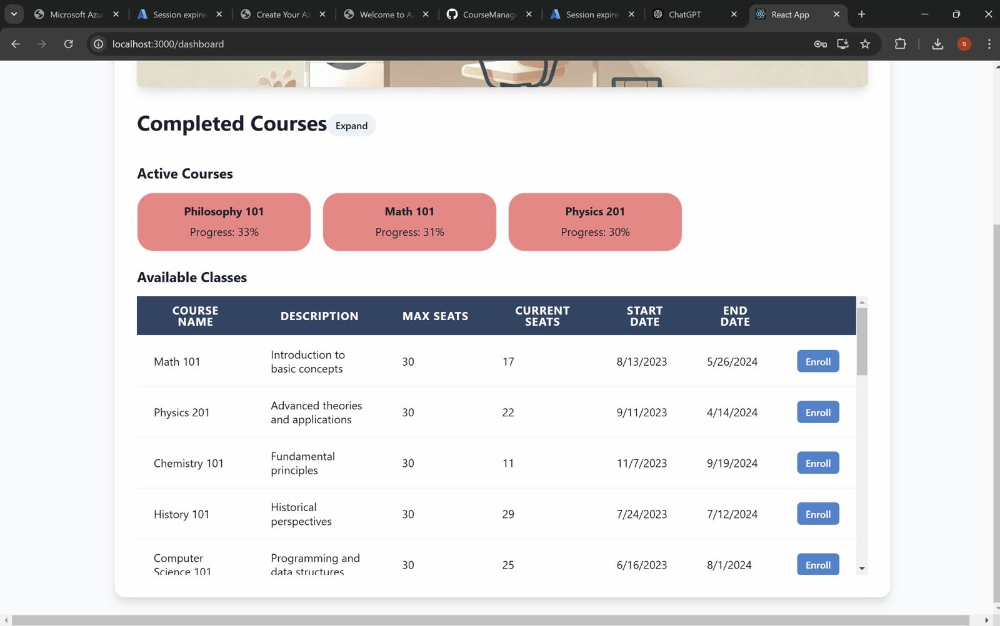 Microsoft Azu
Session expire
Create Your Az
Welcome to A
CourseManag
Session expire
ChatGPT
React App
localhost:3000/dashboard
S
Completed Courses
Expand
Active Courses
Philosophy 101
Progress: 33%
Math 101
Progress: 31%
Physics 201
Progress: 30%
Available Classes
COURSE
NAME
DESCRIPTION
MAX SEATS
CURRENT
SEATS
START
DATE
END
DATE
Math 101
Introduction to
basic concepts
30
17
8/13/2023
5/26/2024
Enroll
Physics 201
Advanced theories
and applications
30
22
9/11/2023
4/14/2024
Enroll
Chemistry 101
Fundamental
principles
30
11
11/7/2023
9/19/2024
Enroll
History 101
Historical
perspectives
30
29
7/24/2023
7/12/2024
Enroll
Computer
Science 101
Programming and
data structures
30
25
6/16/2023
8/1/2024
Enroll